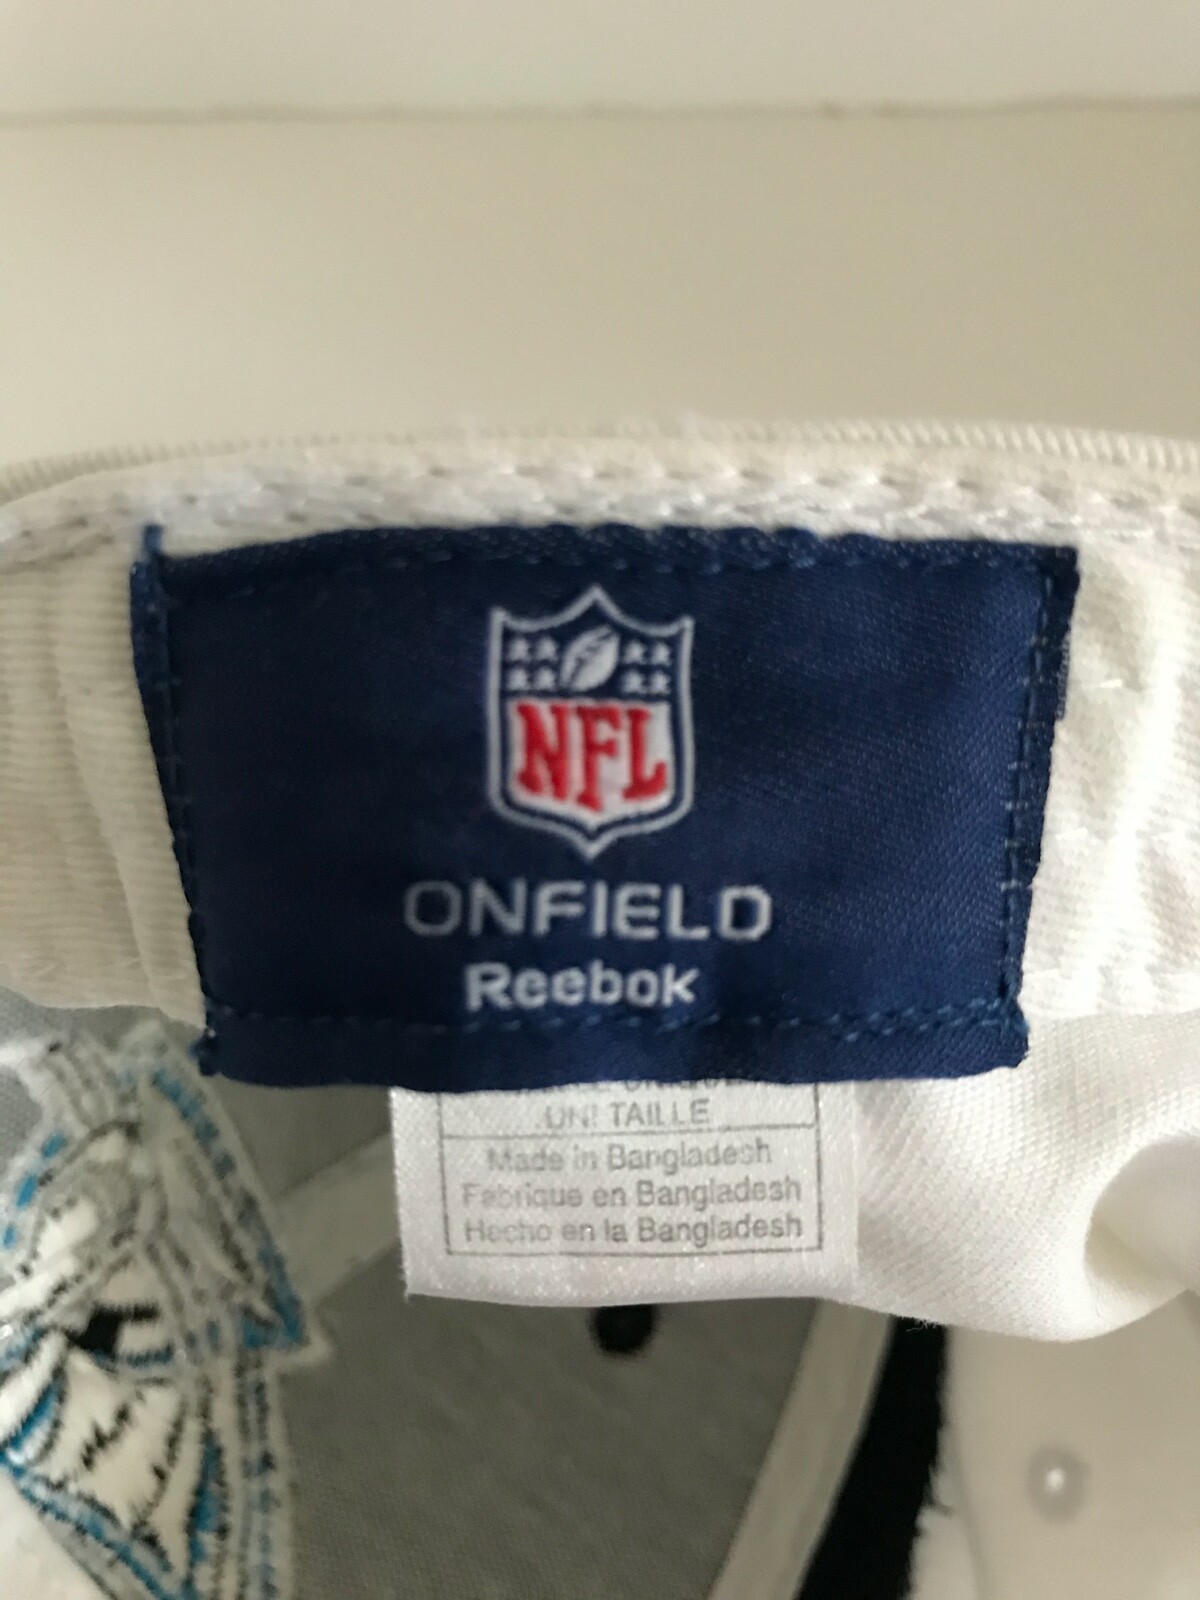 NFL
ONFIELD
Reebok
UNI TAILLE
Made in Bangladesh
Fabrique en Bangladesh
Hecho en la Bangladesh